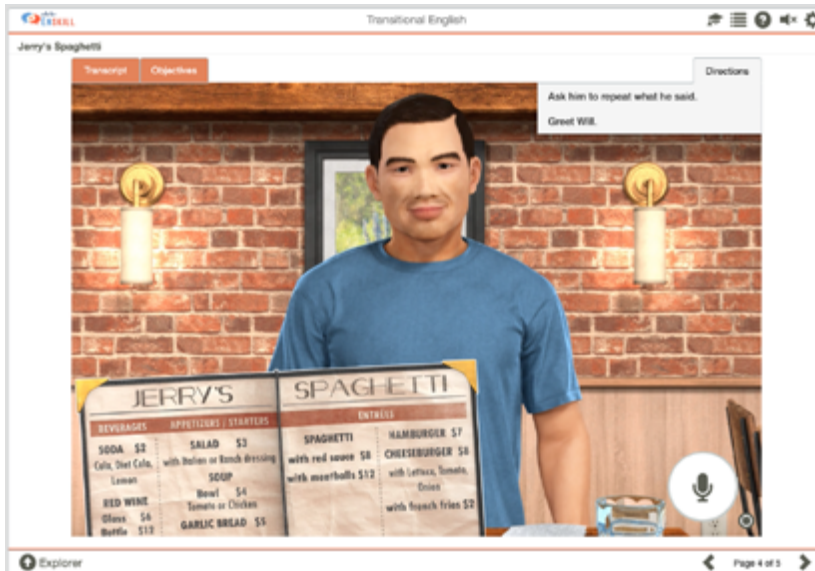 ENSKILL
Transitional English
Jerry's Spaghetti
Transcript
Objectives
Directions
Ask him to repeat what he said.
Greet Will.
JERRY'S SPAGHETTI
BEVERAGES
SODA $2
Cola, Diet Cola,
Lemon
RED WINE
Glass $6
Bottle $12
APPETIZERS / STARTERS
SALAD $3
with Italian or Ranch dressing
SOUP
Bowl $4
Tomato or Chicken
GARLIC BREAD $5
ENTRÉES
SPAGHETTI
with red sauce $8
with meatballs $12
HAMBURGER $7
CHEESEBURGER $8
with Lettuce, Tomato,
Onion
with french fries $2
Explorer
Page 4 of 5